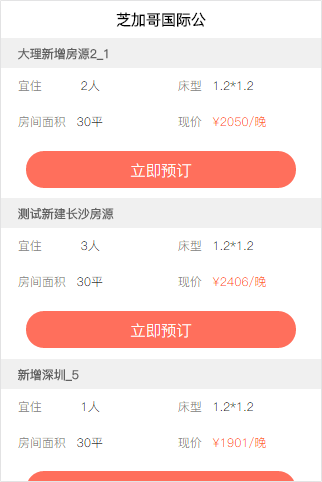 芝加哥国际公
大理新增房源2_1
宜住 2人 床型 1.2*1.2
房间面积 30平 现价 ¥2050/晚
立即预订
测试新建长沙房源
宜住 3人 床型 1.2*1.2
房间面积 30平 现价 ¥2406/晚
立即预订
新增深圳_5
宜住 1人 床型 1.2*1.2
房间面积 30平 现价 ¥1901/晚